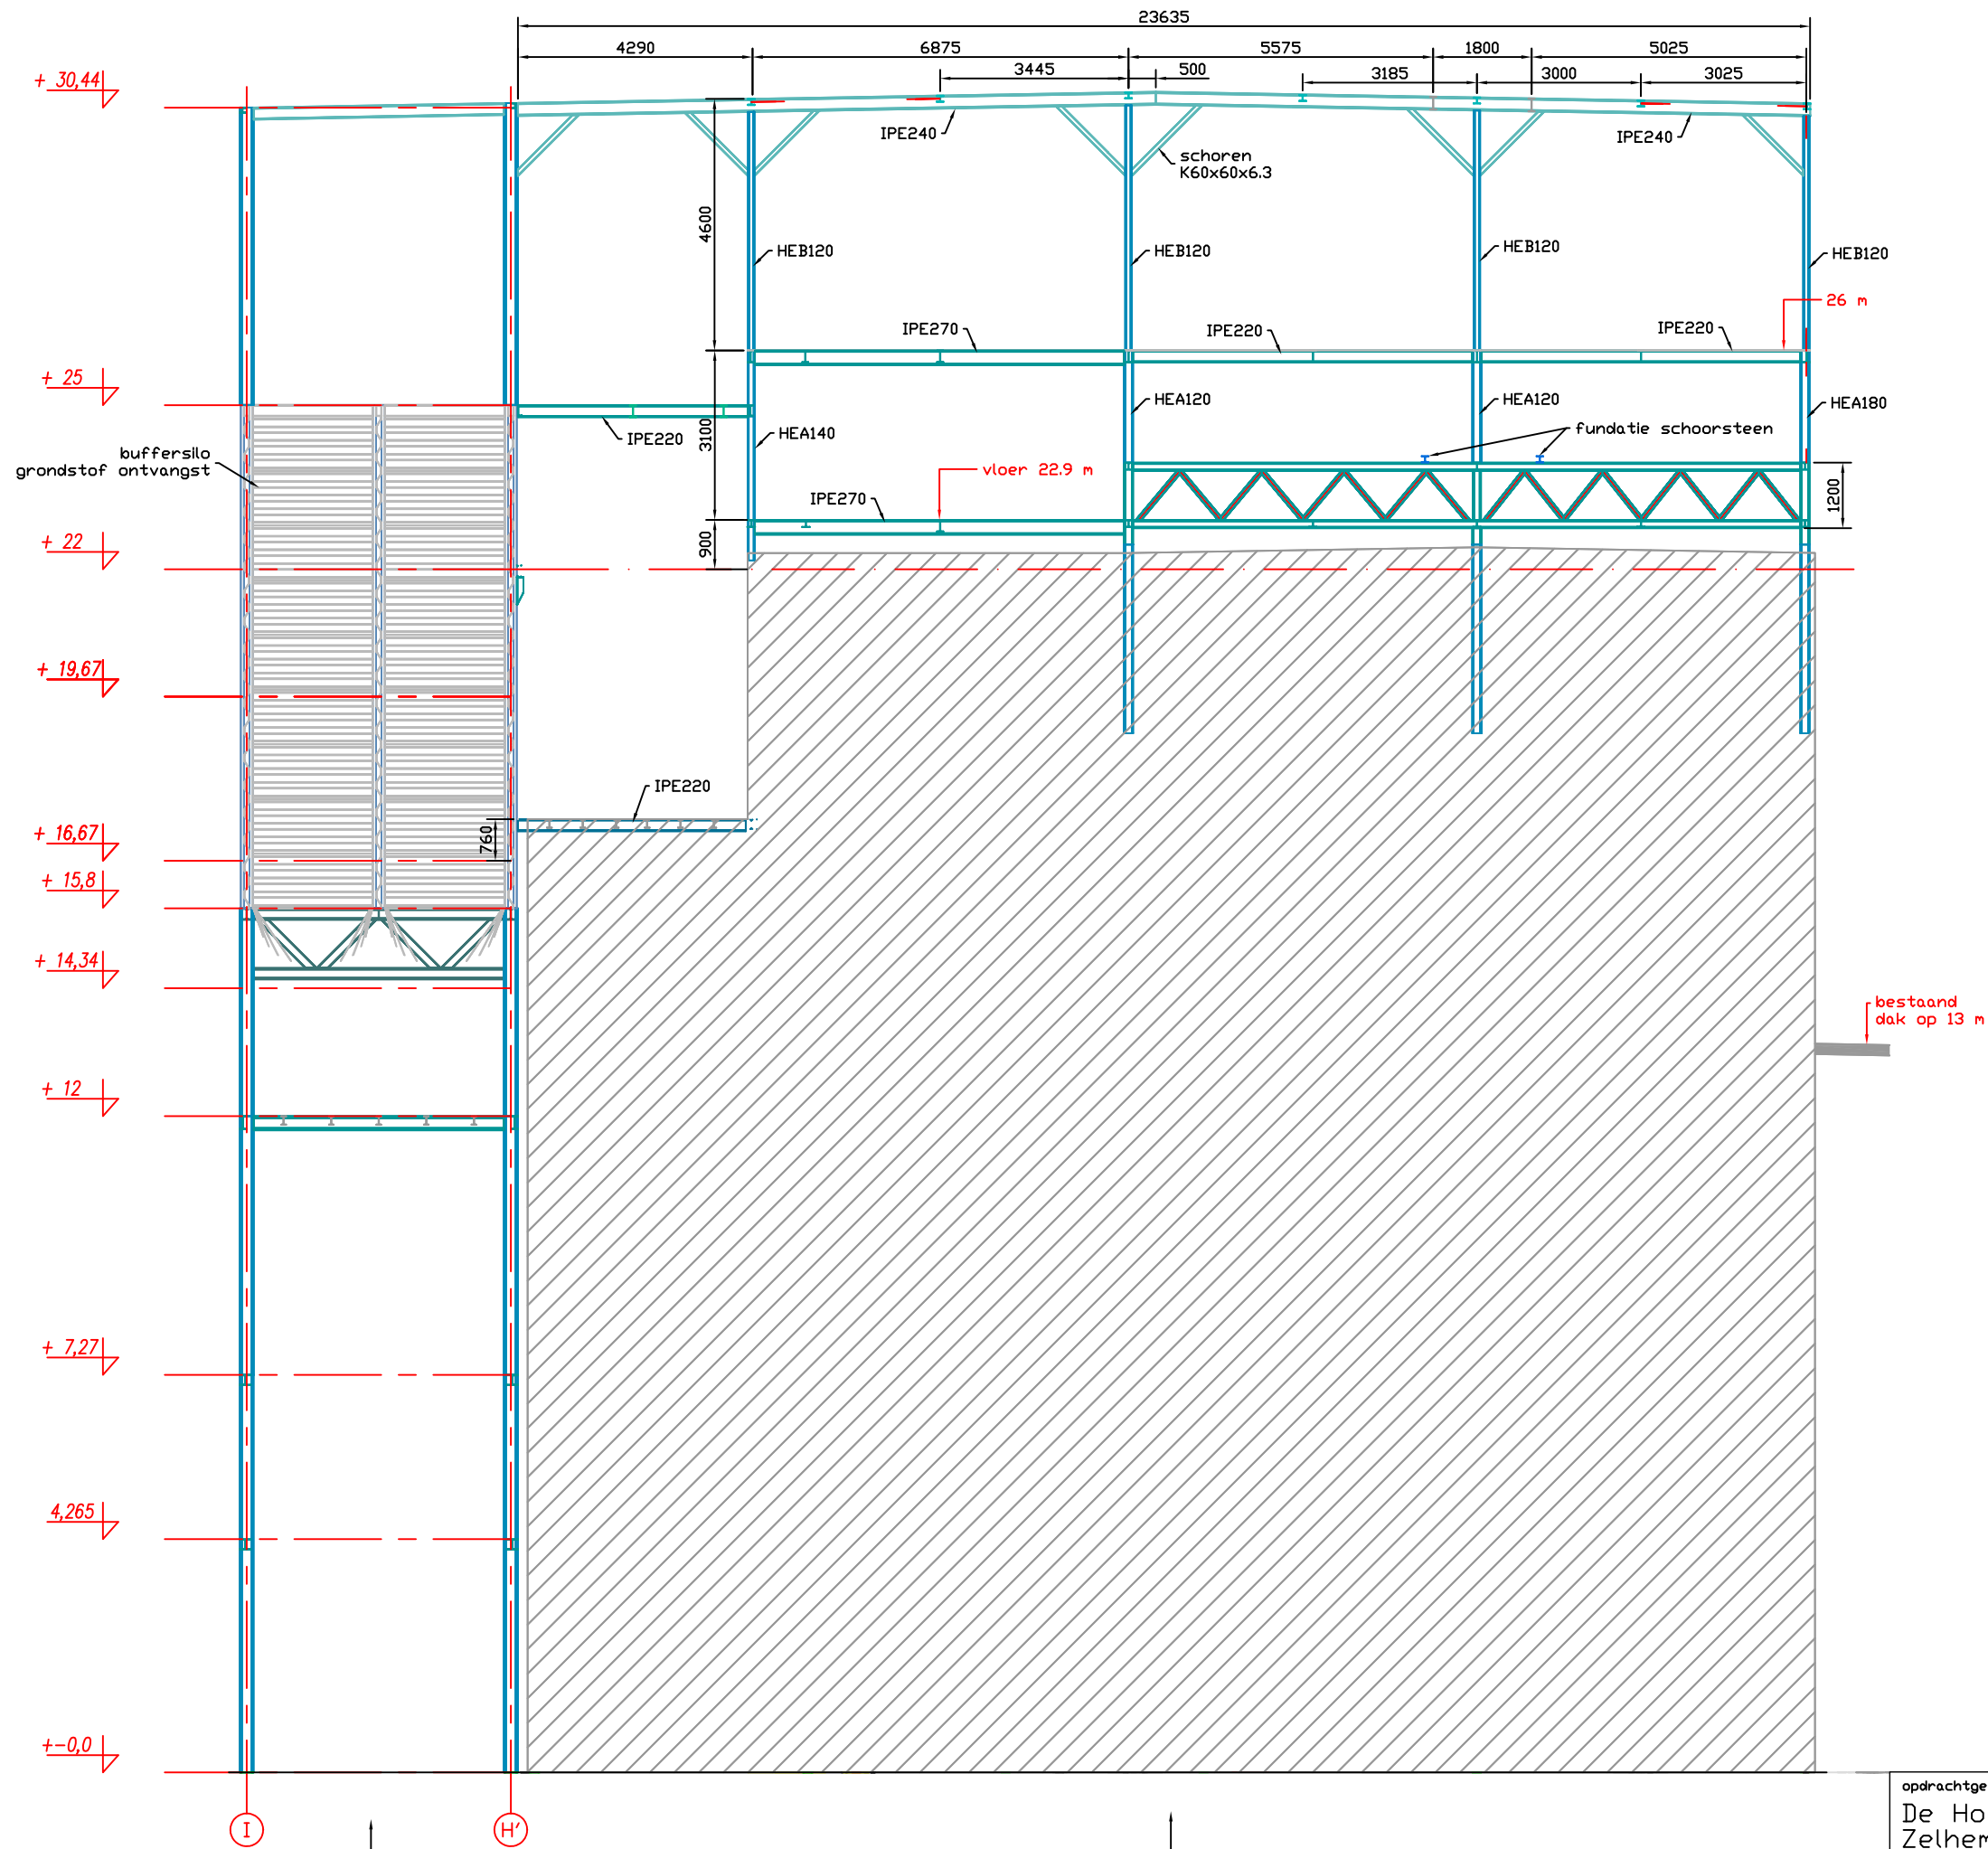 23635
4290
6875
5575
1800
5025
3445
500
3185
3000
3025
+ 30,44
IPE240
IPE240
schoren
K60x60x6.3
4600
HEB120
HEB120
HEB120
HEB120
26 m
IPE270
IPE220
IPE220
+ 25
HEA120
HEA120
HEA180
IPE220
3100
HEA140
fundatie schoorsteen
buffersilo
grondstof ontvangst
vloer 22.9 m
IPE270
1200
+ 22
900
+ 19,67
IPE220
+ 16,67
760
+ 15,8
+ 14,34
bestaand
dak op 13 m
+ 12
+ 7,27
4,265
+-0,0
I
H'
opdrachtge
De Ho
Zelhem